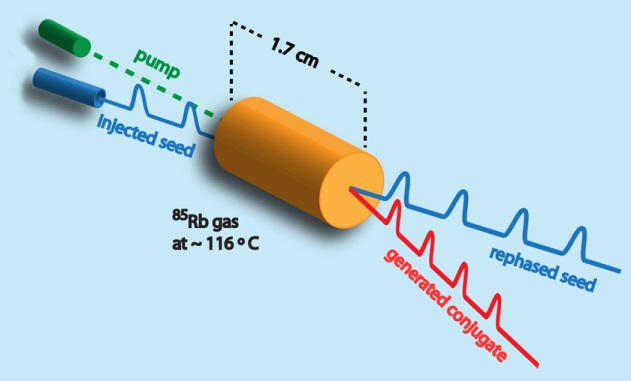 pump
1.7 cm
Injected seed
⁸⁵Rb gas
at ~ 116 º C
rephased seed
generated conjugate